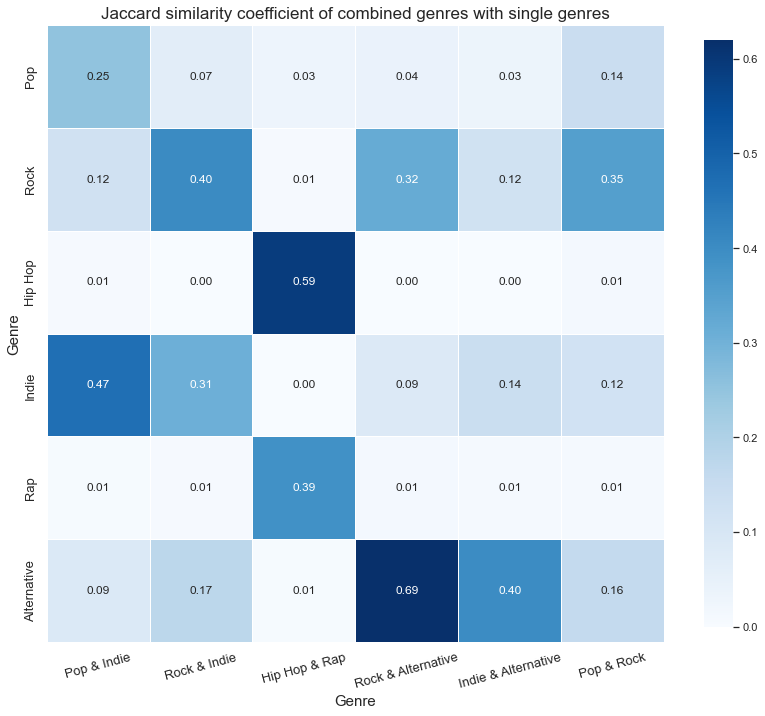 Jaccard similarity coefficient of combined genres with single genres
Genre
Pop
0.25 0.07 0.03 0.04 0.03 0.14
Rock
0.12 0.40 0.01 0.32 0.12 0.35
Hip Hop
0.01 0.00 0.59 0.00 0.00 0.01
Indie
0.47 0.31 0.00 0.09 0.14 0.12
Rap
0.01 0.01 0.39 0.01 0.01 0.01
Alternative
0.09 0.17 0.01 0.69 0.40 0.16
Pop & Indie
Rock & Indie
Hip Hop & Rap
Rock & Alternative
Indie & Alternative
Pop & Rock
Genre
0.6
0.5
0.4
0.3
0.2
0.1
0.0